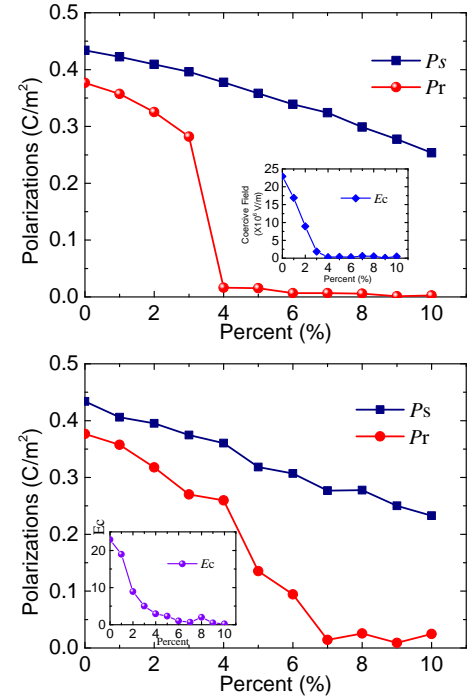 0.5
0.4
0.3
0.2
0.1
0.0
Polarizations (C/m²)
Ps
Pr
25
20
15
10
5
0
Coercive Field
(X10⁶ V/m)
Ec
0 2 4 6 8 10
Percent (%)
0 2 4 6 8 10
Percent (%)
0.5
0.4
0.3
0.2
0.1
0.0
Polarizations (C/m²)
Ps
Pr
Ec
20
10
0
Ec
0 2 4 6 8 10
Percent
0 2 4 6 8 10
Percent (%)